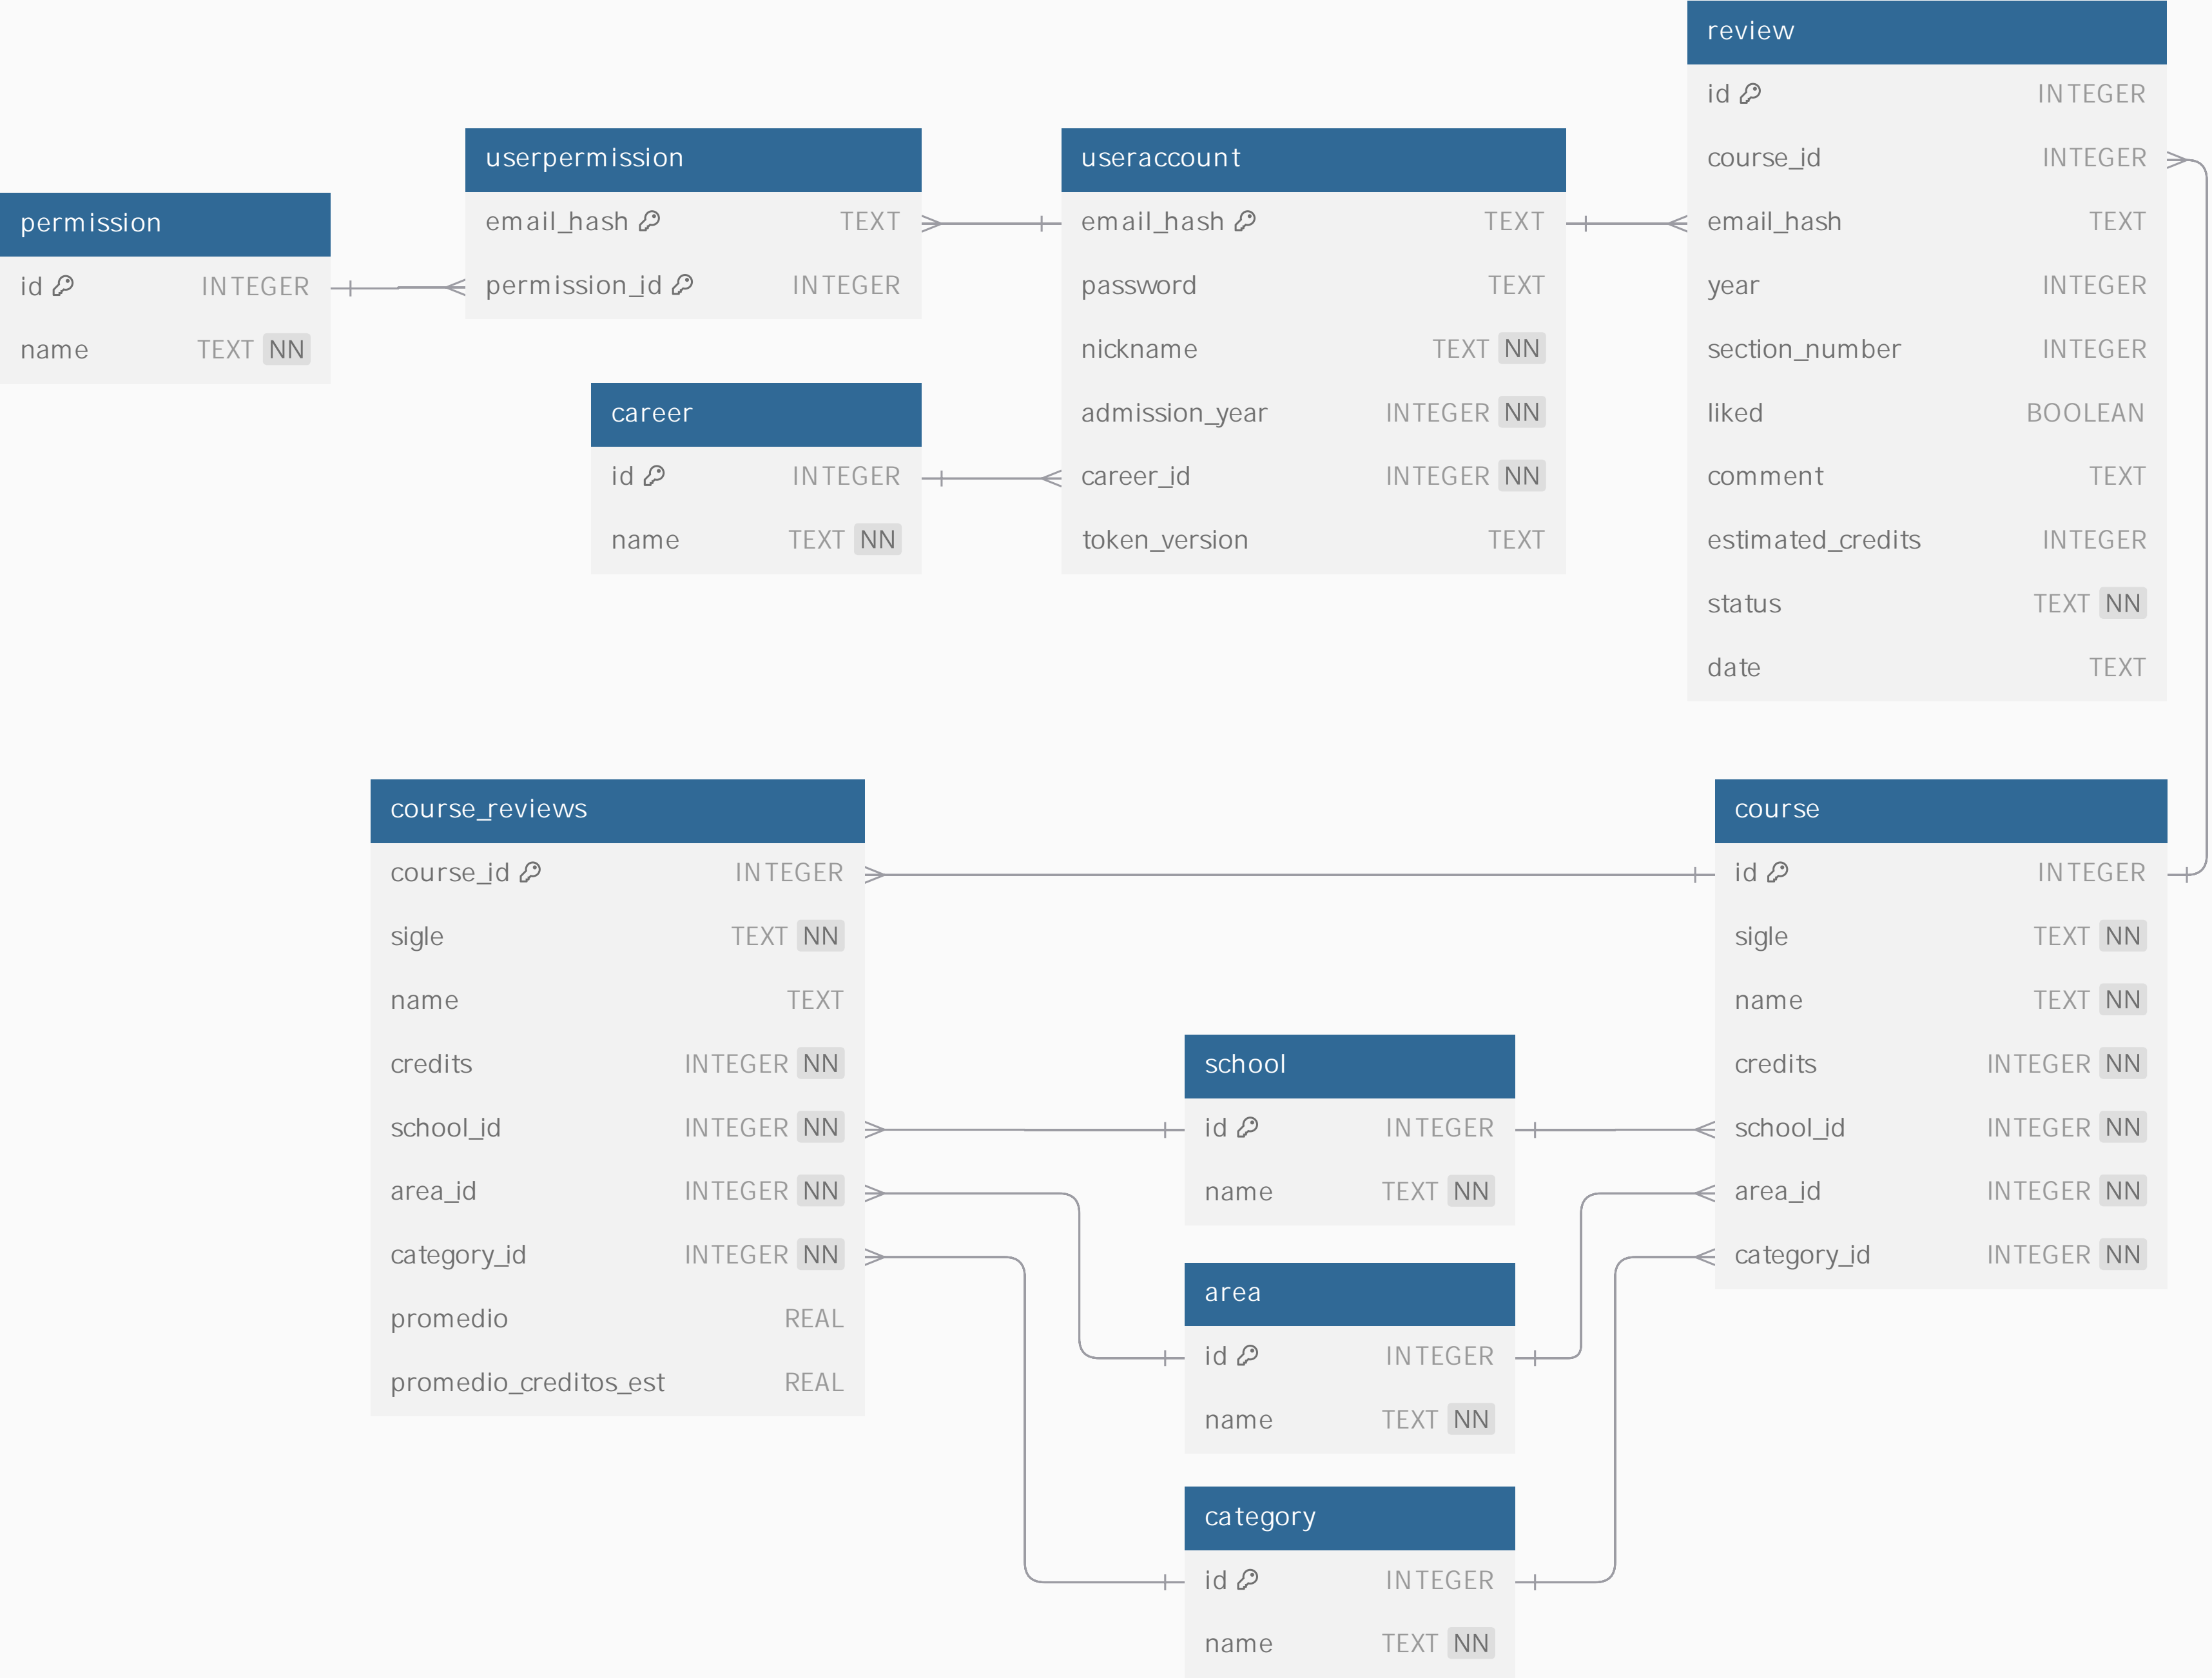 review
id INTEGER
course_id INTEGER
email_hash TEXT
year INTEGER
section_number INTEGER
liked BOOLEAN
comment TEXT
estimated_credits INTEGER
status TEXT NN
date TEXT
userpermission
email_hash TEXT
permission_id INTEGER
useraccount
email_hash TEXT
password TEXT
nickname TEXT NN
admission_year INTEGER NN
career_id INTEGER NN
token_version TEXT
permission
id INTEGER
name TEXT NN
career
id INTEGER
name TEXT NN
course_reviews
course_id INTEGER
sigle TEXT NN
name TEXT
credits INTEGER NN
school_id INTEGER NN
area_id INTEGER NN
category_id INTEGER NN
promedio REAL
promedio_creditos_est REAL
course
id INTEGER
sigle TEXT NN
name TEXT NN
credits INTEGER NN
school_id INTEGER NN
area_id INTEGER NN
category_id INTEGER NN
school
id INTEGER
name TEXT NN
area
id INTEGER
name TEXT NN
category
id INTEGER
name TEXT NN